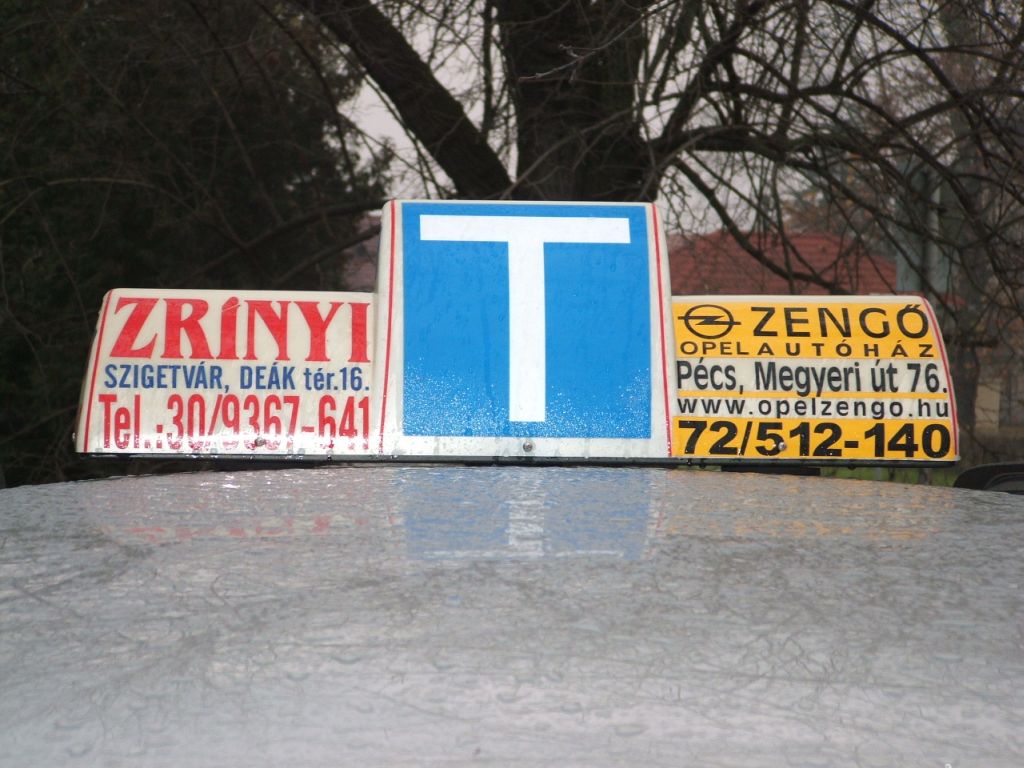 ZRÍNYI
SZIGETVÁR, DEÁK tér.16.
Tel.:30/9367-641
T
ZENGŐ
OPEL AUTÓHÁZ
Pécs, Megyeri út 76.
www.opelzengo.hu
72/512-140